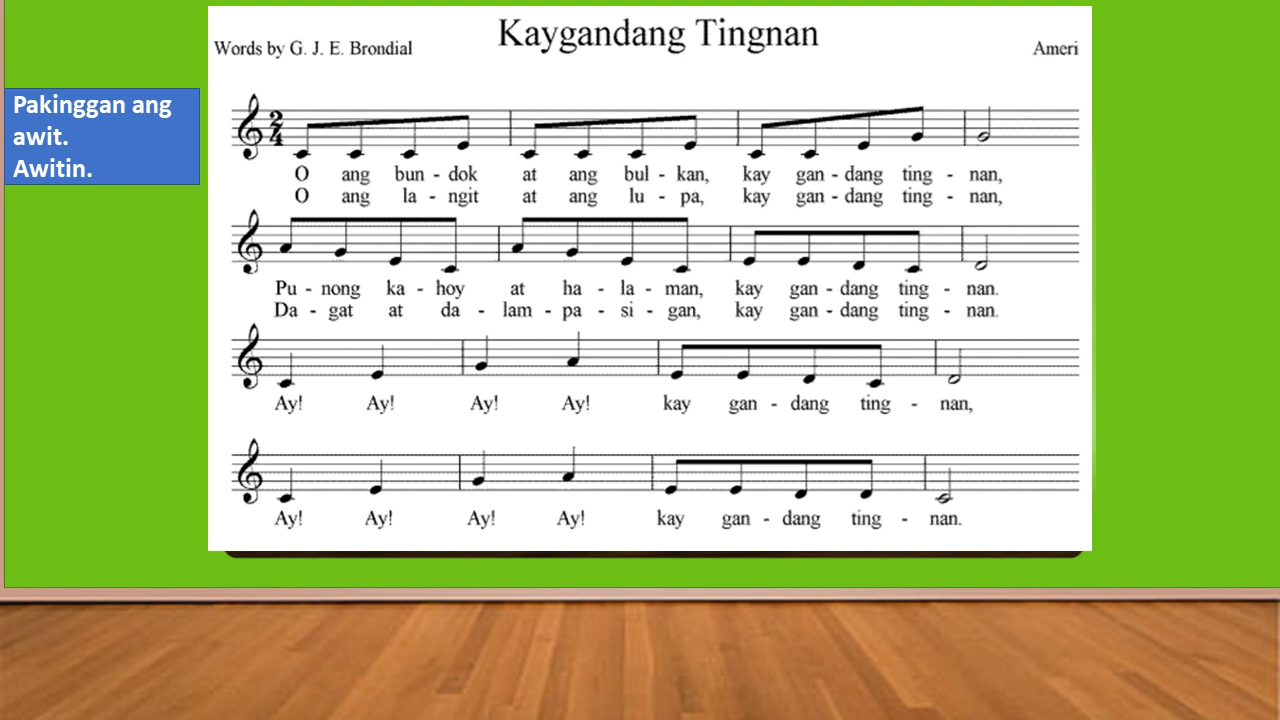 Kaygandang Tingnan
Words by G. J. E. Brondial
Ameri
Pakinggan ang
awit.
Awitin.
2
4
O ang bun - dok at ang bul - kan, kay gan - dang ting - nan,
O ang la - ngit at ang lu - pa, kay gan - dang ting - nan,
Pu - nong ka - hoy at ha - la - man, kay gan - dang ting - nan.
Da - gat at da - lam - pa - si - gan, kay gan - dang ting - nan.
Ay! Ay! Ay! Ay! kay gan - dang ting - nan,
Ay! Ay! Ay! Ay! kay gan - dang ting - nan.